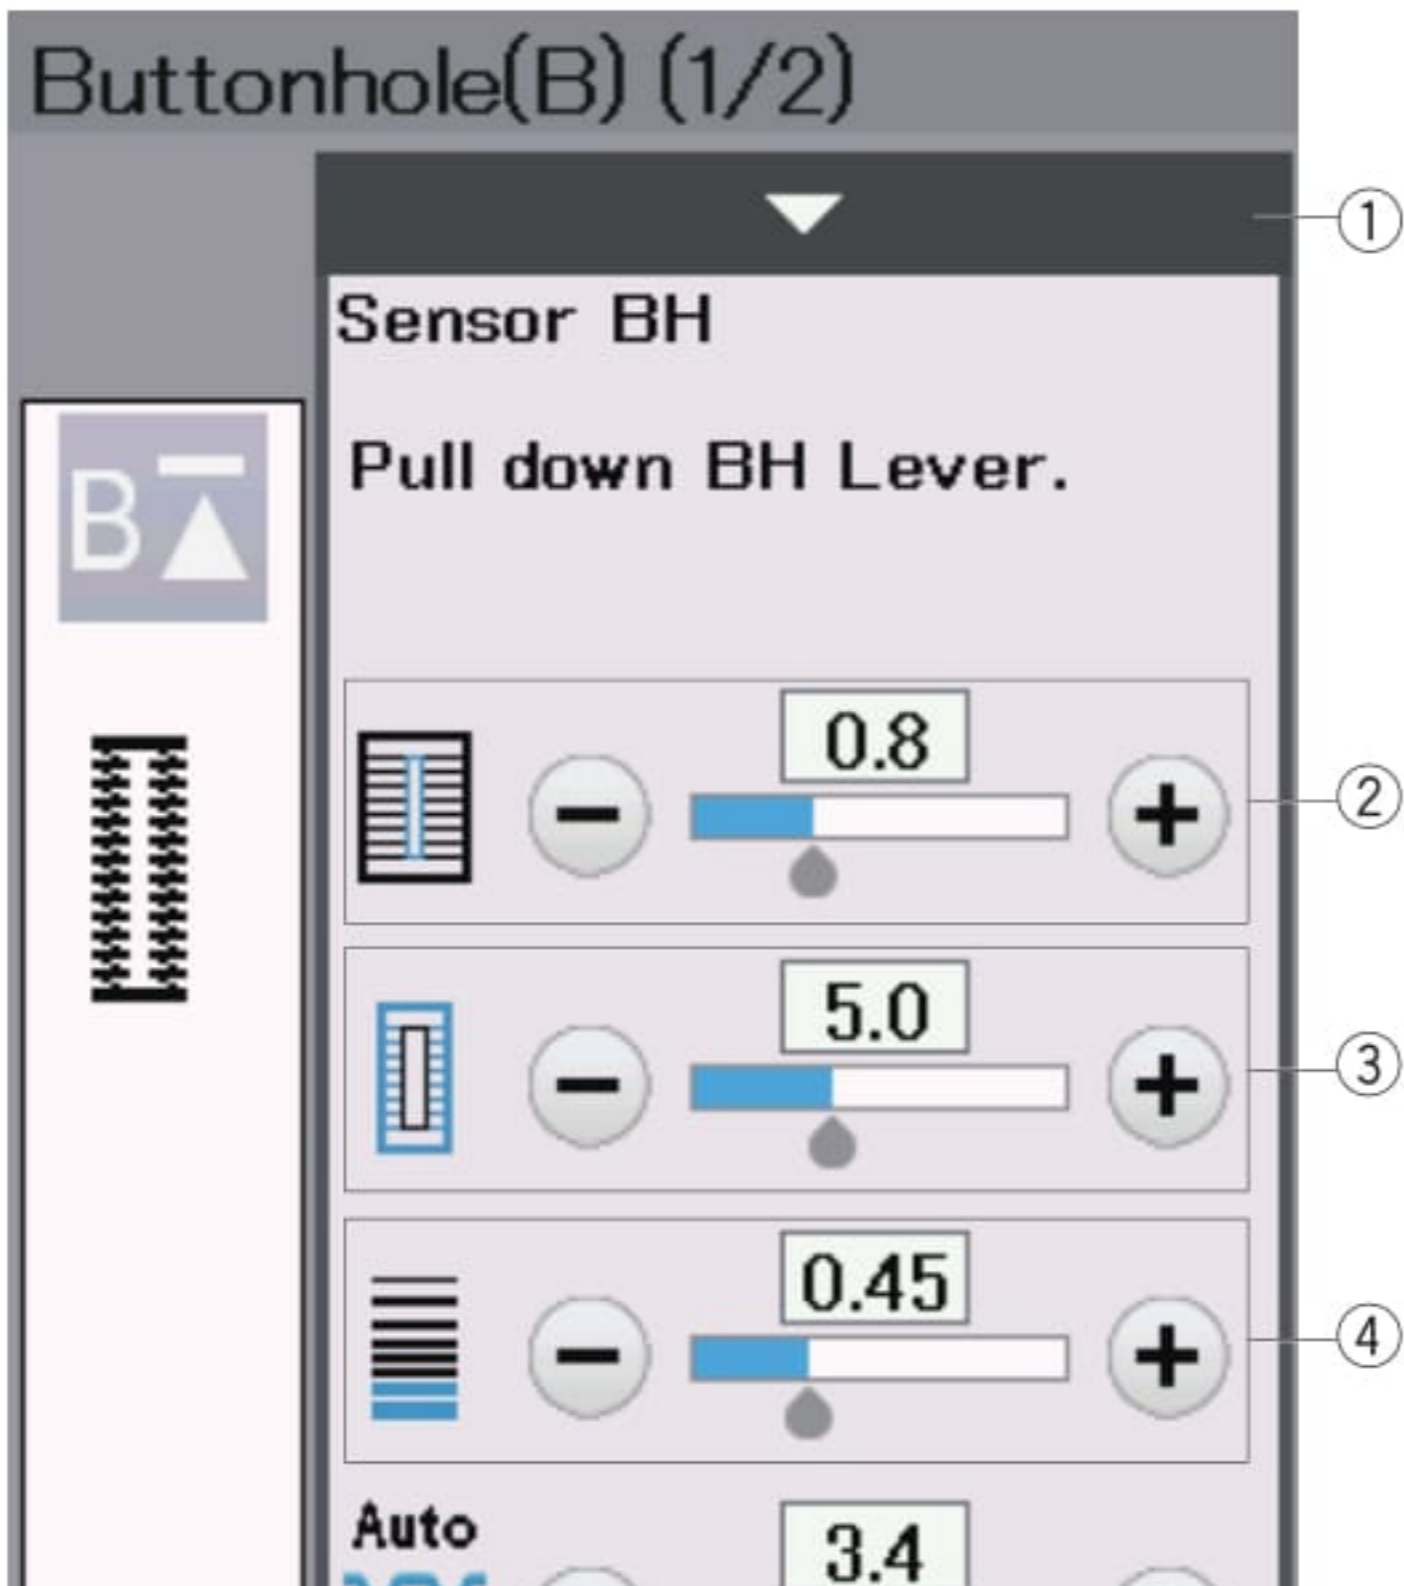 Buttonhole(B) (1/2)
①
Sensor BH
Pull down BH Lever.
B
0.8
②
5.0
③
0.45
④
Auto
3.4